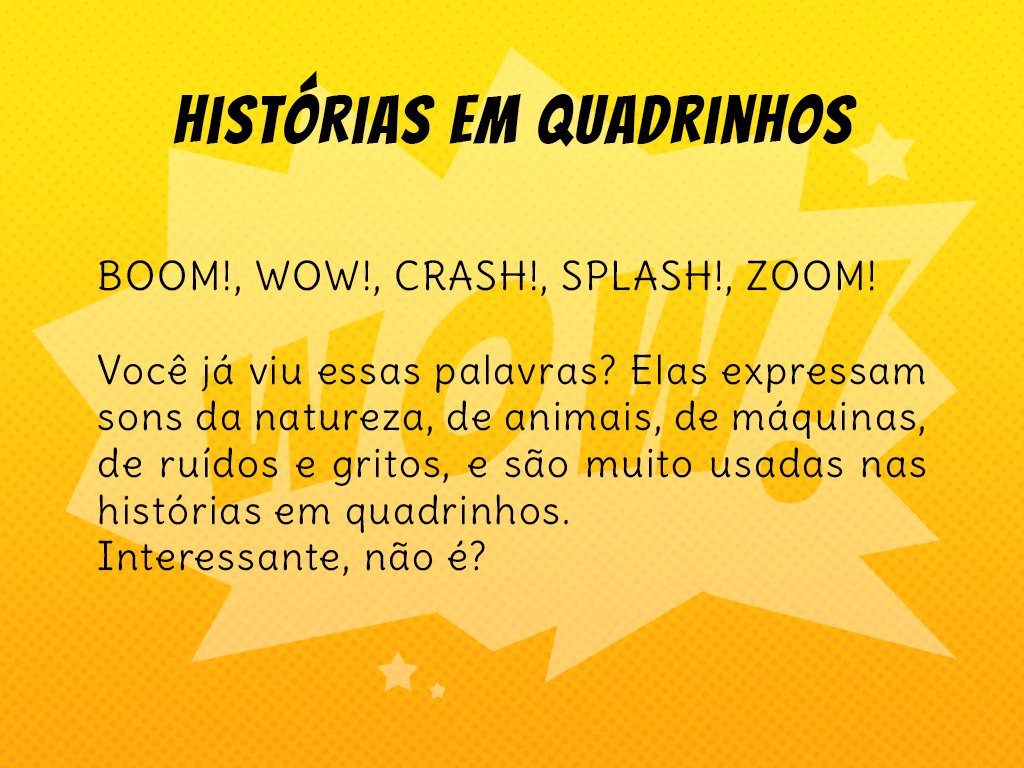 HISTÓRIAS EM QUADRINHOS
BOOM!, WOW!, CRASH!, SPLASH!, ZOOM!
Você já viu essas palavras? Elas expressam
sons da natureza, de animais, de máquinas,
de ruídos e gritos, e são muito usadas nas
histórias em quadrinhos.
Interessante, não é?
WOW!